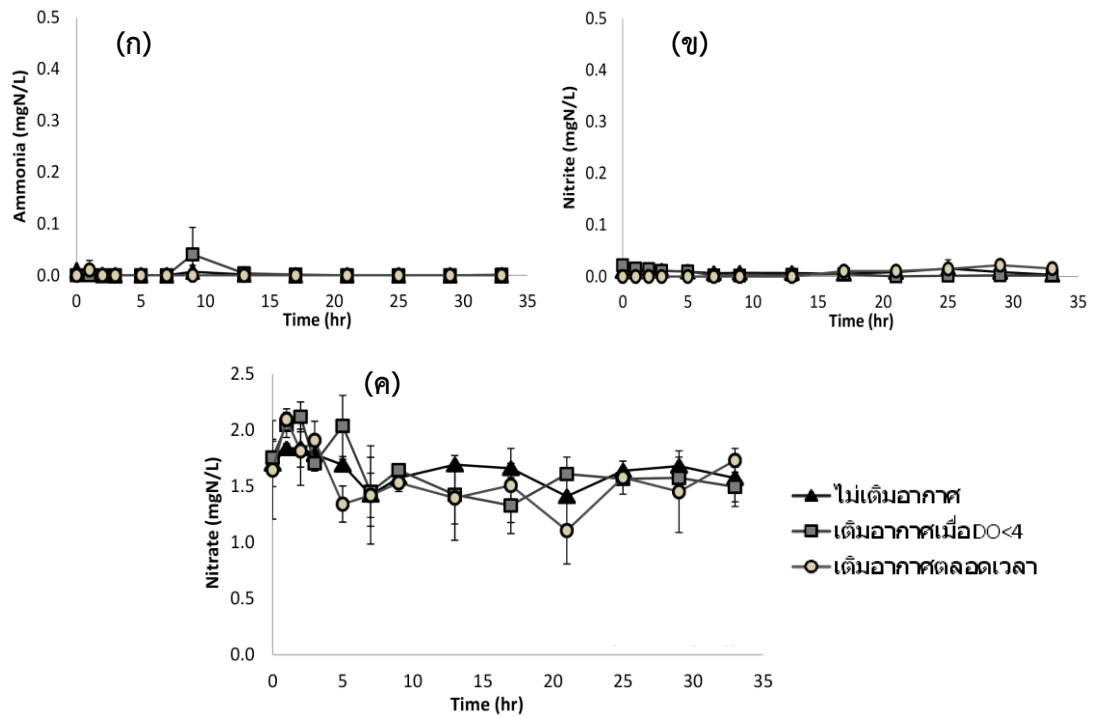 (ก)
0.5
0.4
0.3
0.2
0.1
0.0
Ammonia (mgN/L)
0 5 10 15 20 25 30 35
Time (hr)
(ข)
0.5
0.4
0.3
0.2
0.1
0.0
Nitrite (mgN/L)
0 5 10 15 20 25 30 35
Time (hr)
(ค)
2.5
2.0
1.5
1.0
0.5
0.0
Nitrate (mgN/L)
0 5 10 15 20 25 30 35
Time (hr)
ไม่เติมอากาศ
เติมอากาศเมื่อDO<4
เติมอากาศตลอดเวลา